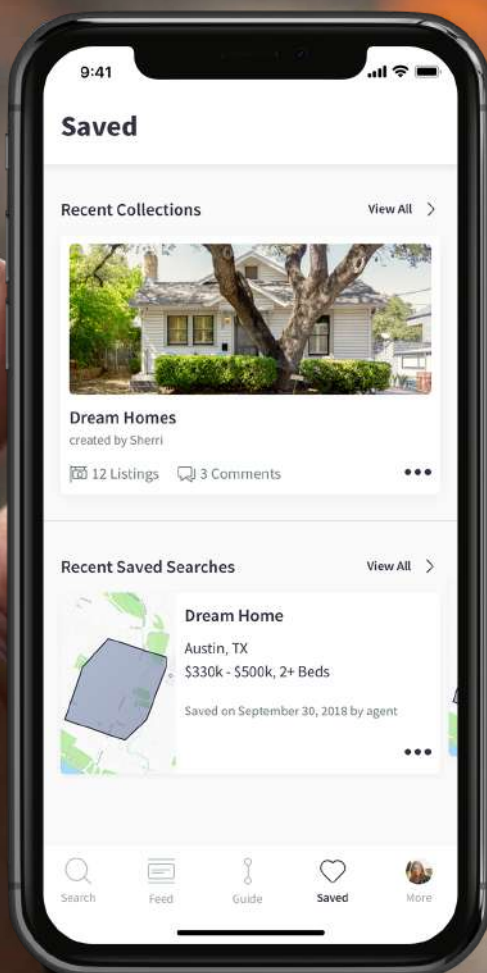 9:41
Saved
Recent Collections
View All
Dream Homes
created by Sherri
12 Listings
3 Comments
Recent Saved Searches
View All
Dream Home
Austin, TX
$330k - $500k, 2+ Beds
Saved on September 30, 2018 by agent
Search
Feed
Guide
Saved
More